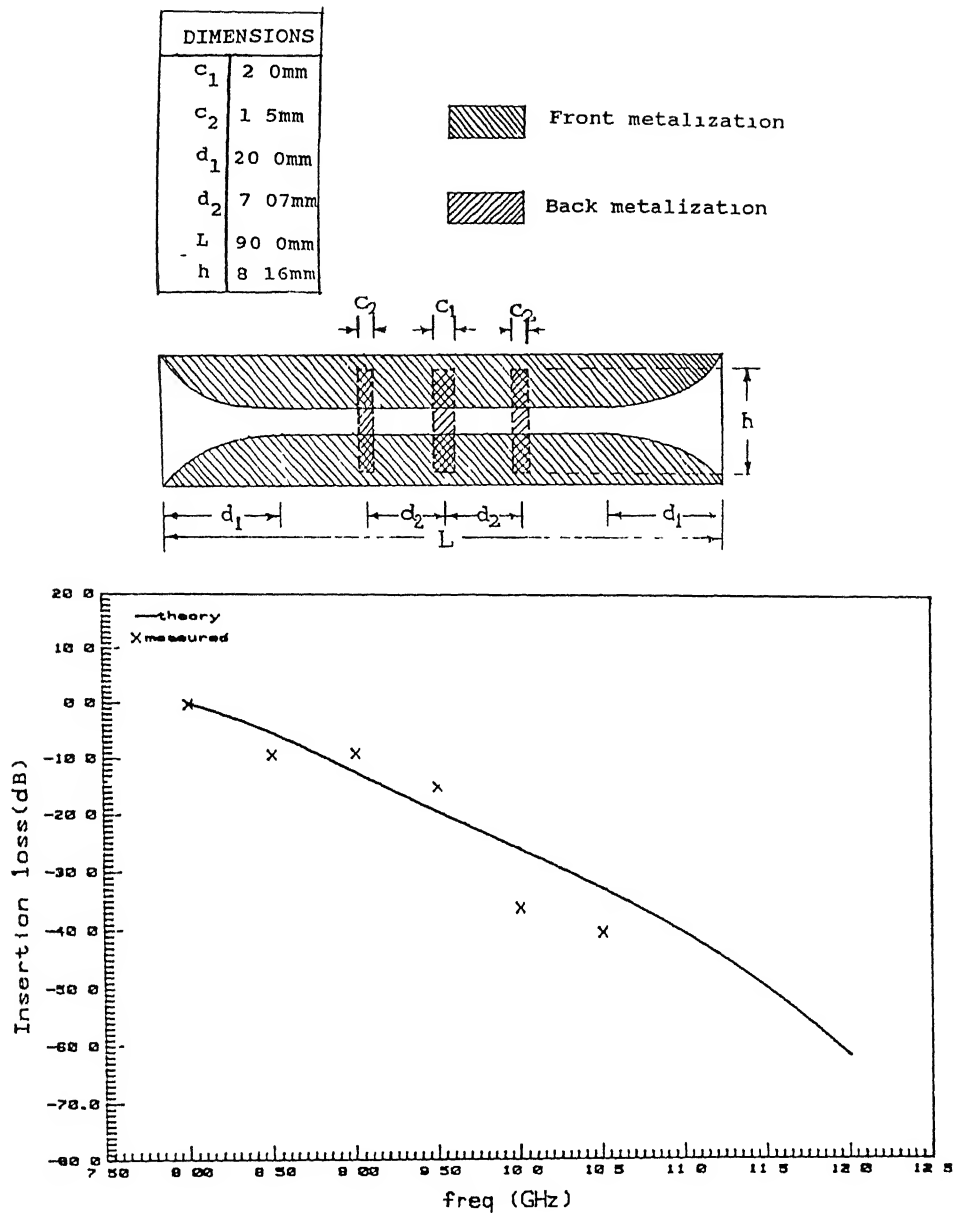 DIMENSIONS
c1 2 0mm
c2 1 5mm
d1 20 0mm
d2 7 07mm
L 90 0mm
h 8 16mm
Front metalization
Back metalization
c2 c1 c2
h
d1 d2 d2 d1
L
20 0
10 0
0 0
-10 0
-20 0
-30 0
-40 0
-50 0
-60 0
-70.0
-80 0
theory
× measured
Insertion loss(dB)
7 50 8 00 8 50 9 00 9 50 10 0 10 5 11 0 11 5 12 0 12 5
freq (GHz)